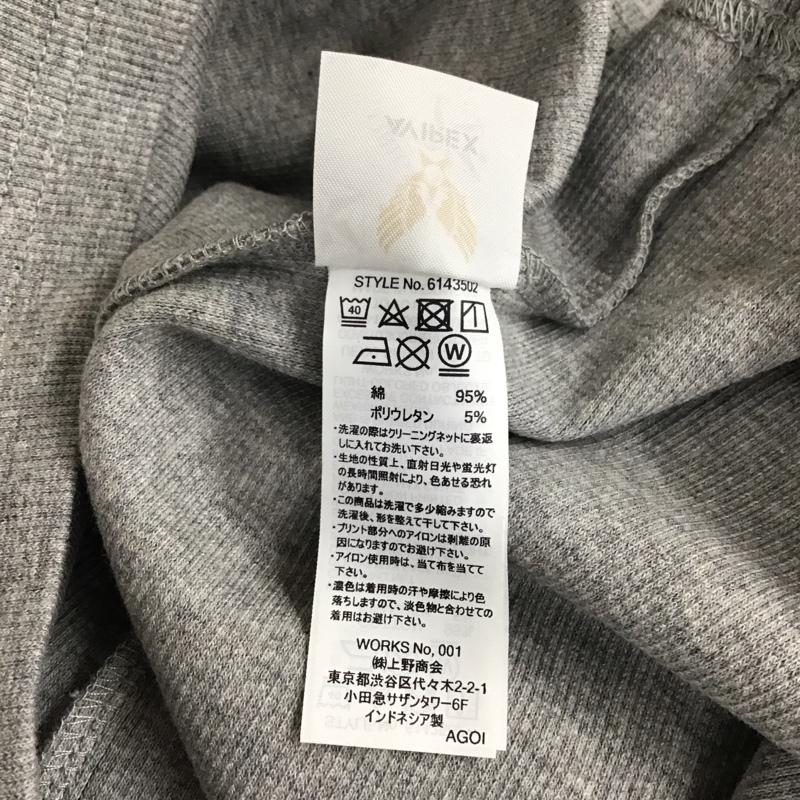 AVIREX
STYLE No. 6143502
40
W
綿 95%
ポリウレタン 5%
・洗濯の際はクリーニングネットに裏返
しに入れてお洗い下さい。
・生地の性質上、直射日光や蛍光灯
の長時間照射により、色あせる恐れ
があります。
・この商品は洗濯で多少縮みますので
洗濯後、形を整えて干して下さい。
・プリント部分へのアイロンは剥離の原
因になりますのでお避け下さい。
・アイロン使用時は、当て布を当てて
下さい。
・濃色は着用時の汗や摩擦により色
落ちしますので、淡色物と合わせての
着用はお避け下さい。
WORKS No, 001
㈱上野商会
東京都渋谷区代々木2-2-1
小田急サザンタワー6F
インドネシア製
AGOI